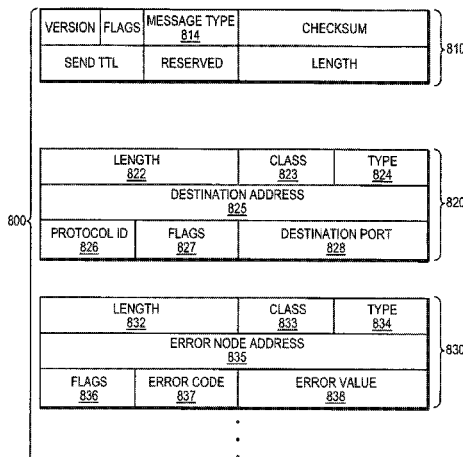 VERSION FLAGS MESSAGE TYPE CHECKSUM
814
SEND TTL RESERVED LENGTH
810
LENGTH CLASS TYPE
822 823 824
DESTINATION ADDRESS
825
820
PROTOCOL ID FLAGS DESTINATION PORT
826 827 828
800
LENGTH CLASS TYPE
832 833 834
ERROR NODE ADDRESS
835
830
FLAGS ERROR CODE ERROR VALUE
836 837 838